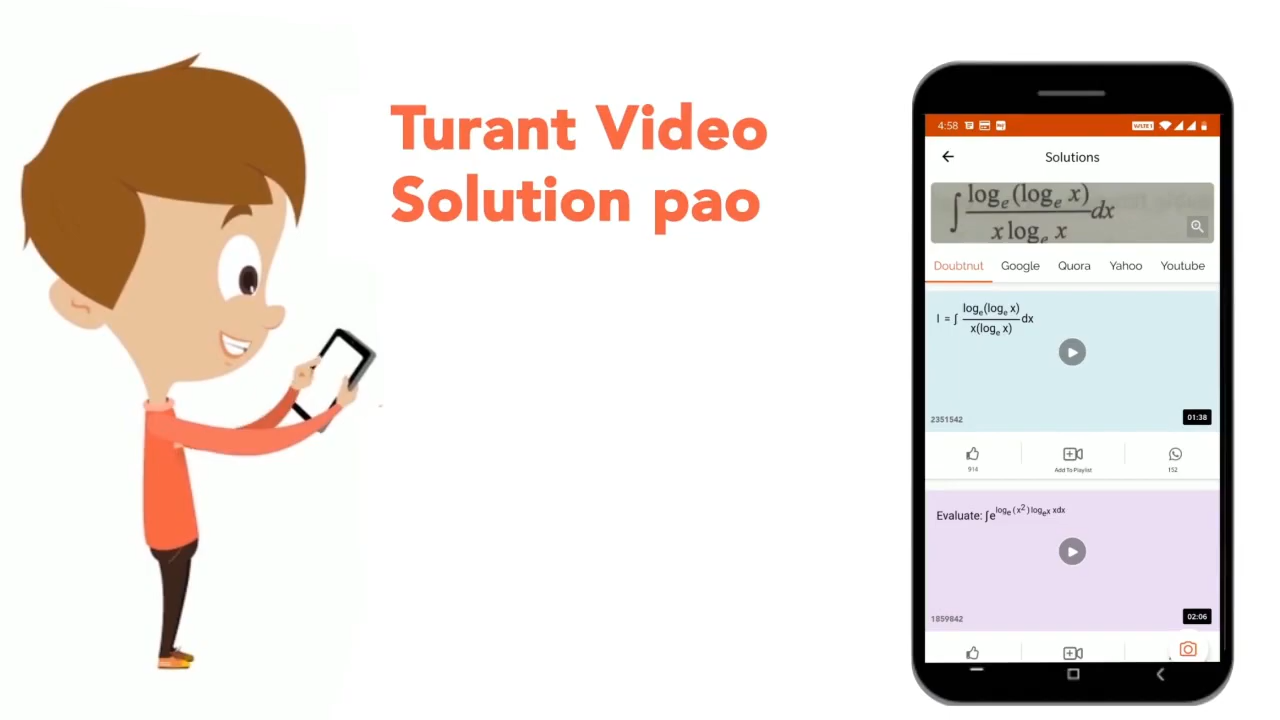 Turant Video
Solution pao
4:58
VoLTE1
Solutions
∫ logₑ(logₑ x) / x logₑ x dx
Doubtnut Google Quora Yahoo Youtube
I = ∫ logₑ(logₑ x) / x(logₑ x) dx
2351542 01:38
914 Add To Playlist 152
Evaluate: ∫e^logₑ(x²)logₑx xdx
1859842 02:06